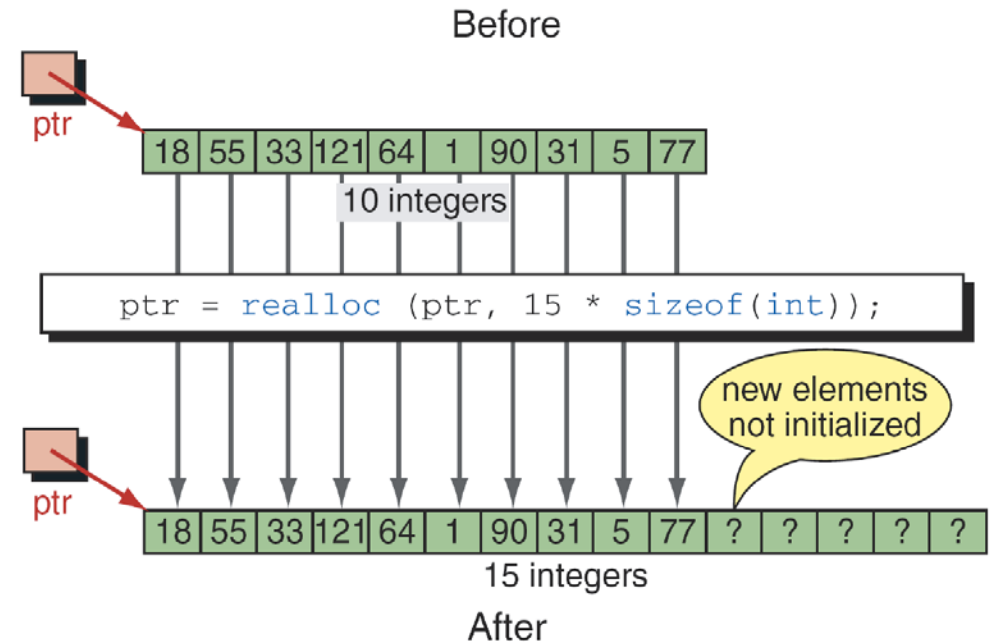 Before
ptr
18 55 33 121 64 1 90 31 5 77
10 integers
ptr = realloc (ptr, 15 * sizeof(int));
new elements
not initialized
ptr
18 55 33 121 64 1 90 31 5 77 ? ? ? ? ?
15 integers
After